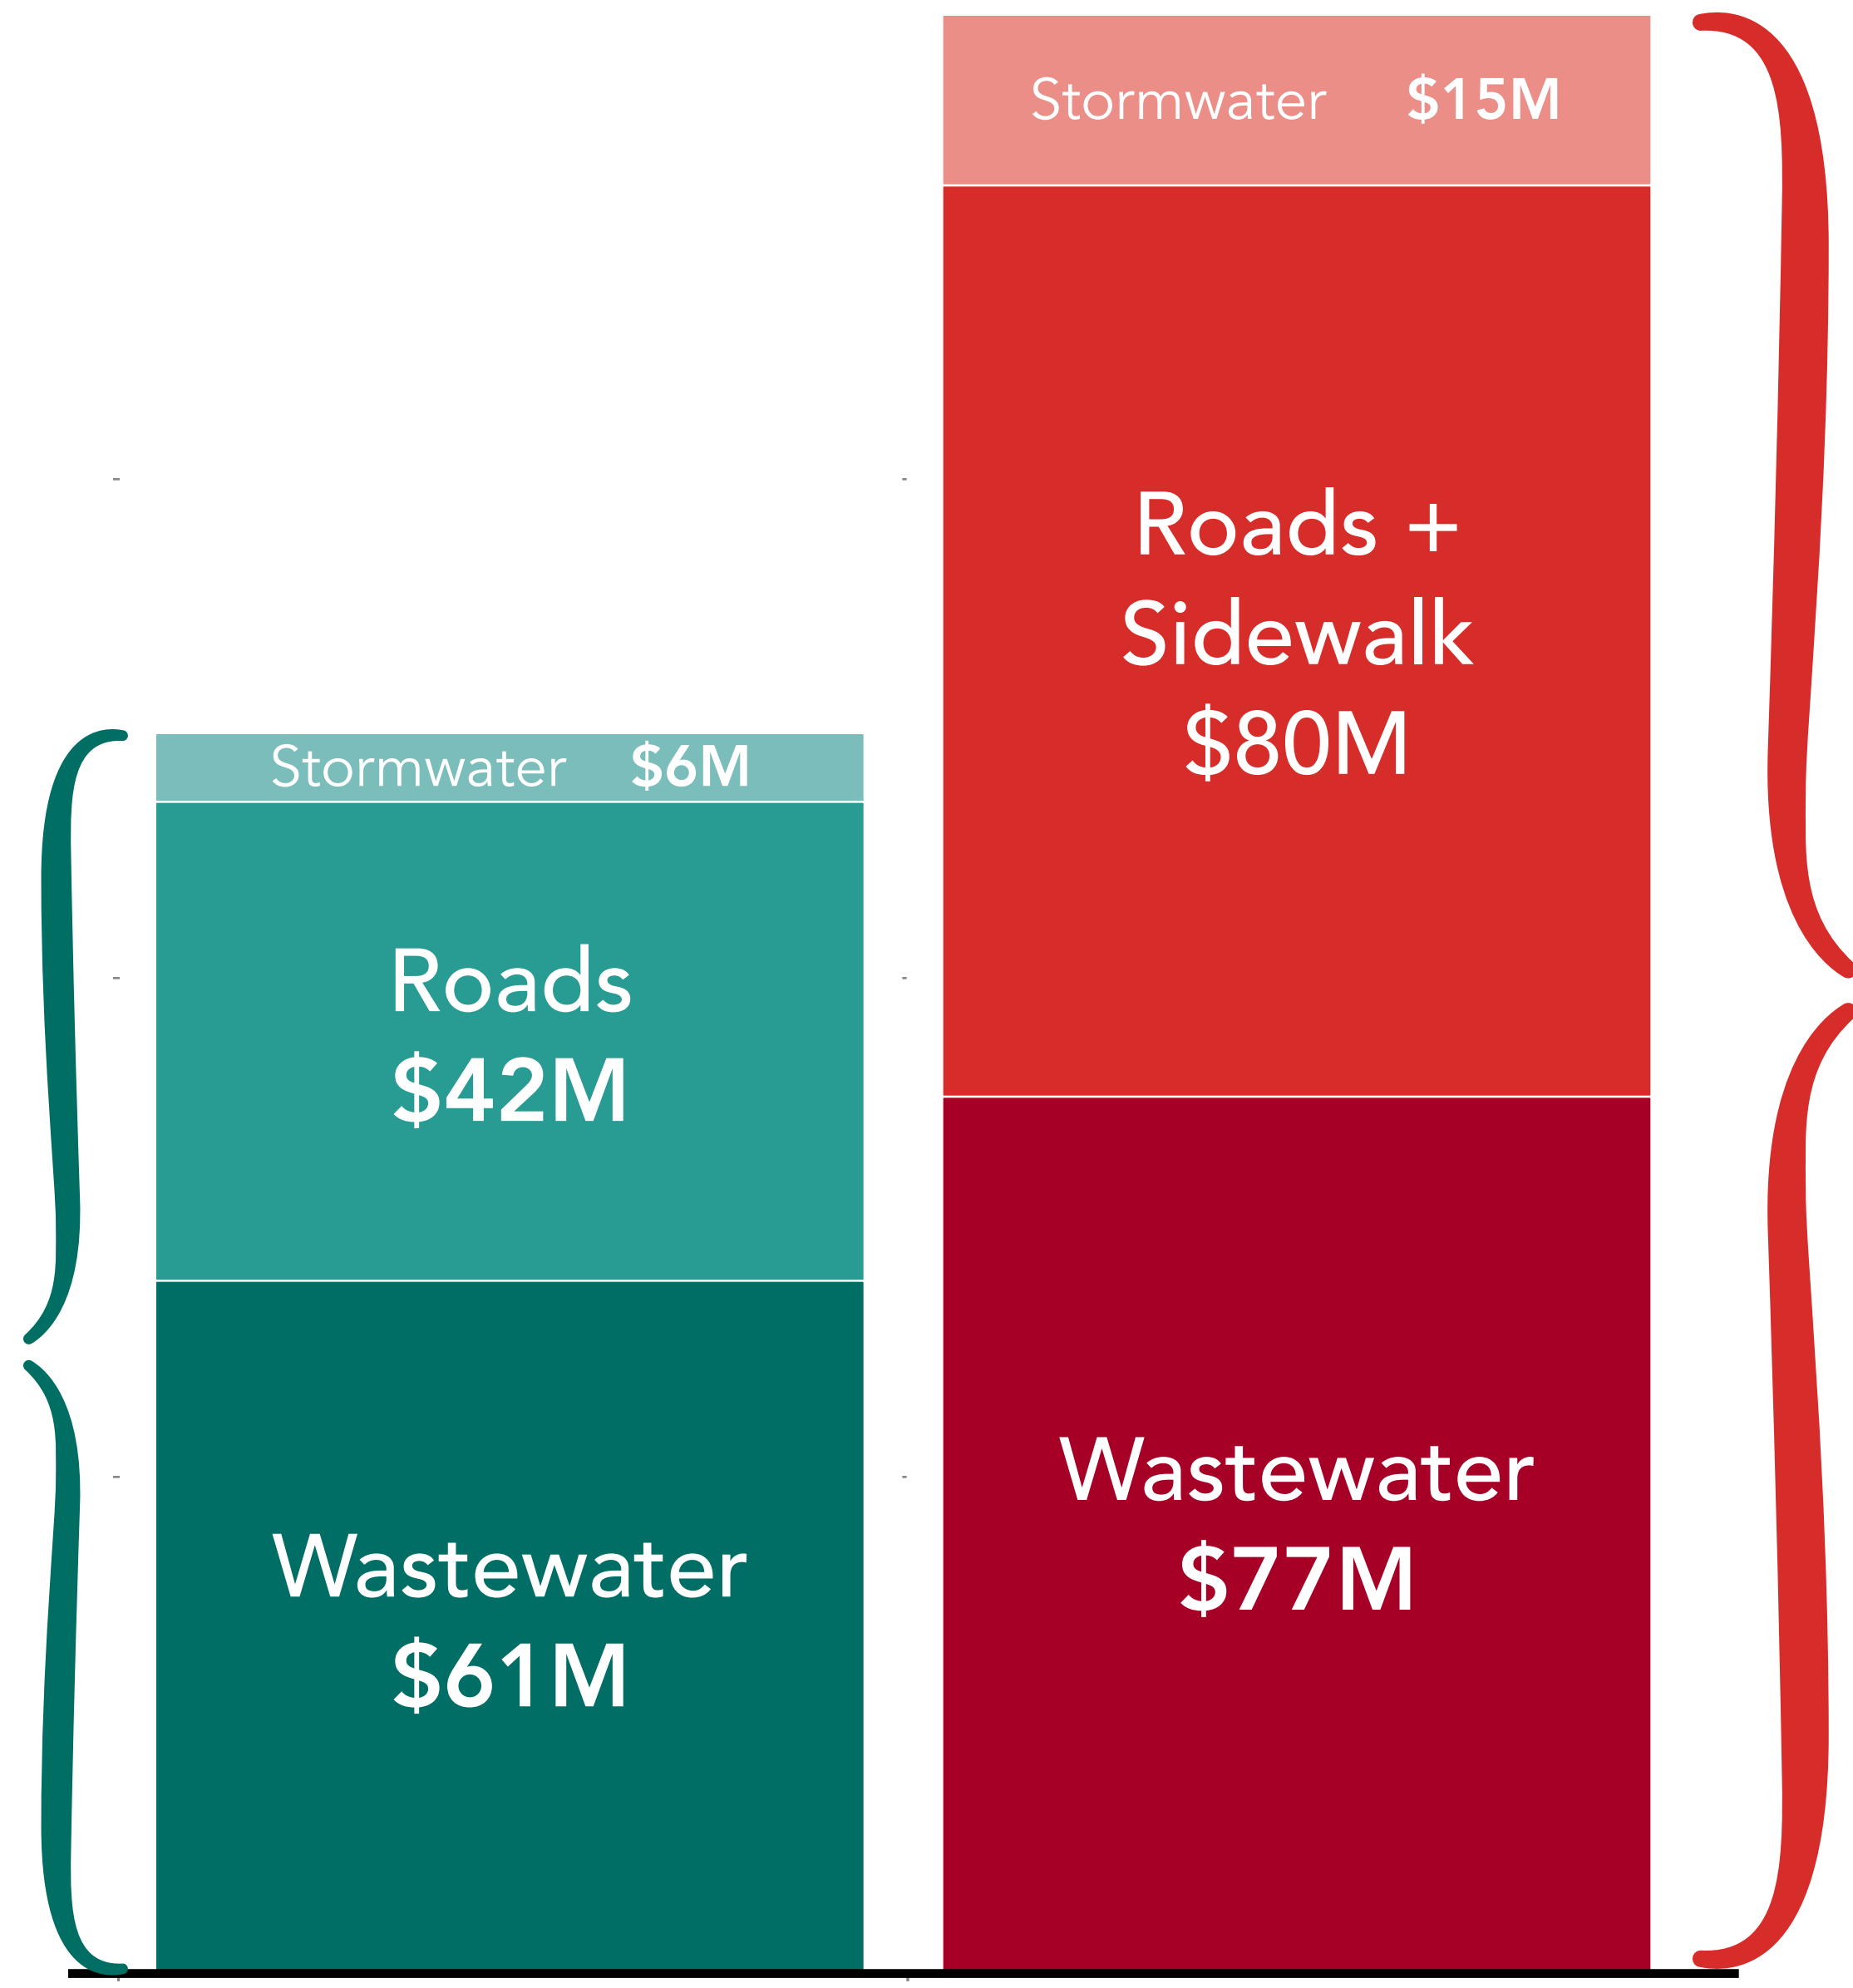 Stormwater $6M
Roads
$42M
Wastewater
$61M
Stormwater $15M
Roads +
Sidewalk
$80M
Wastewater
$77M